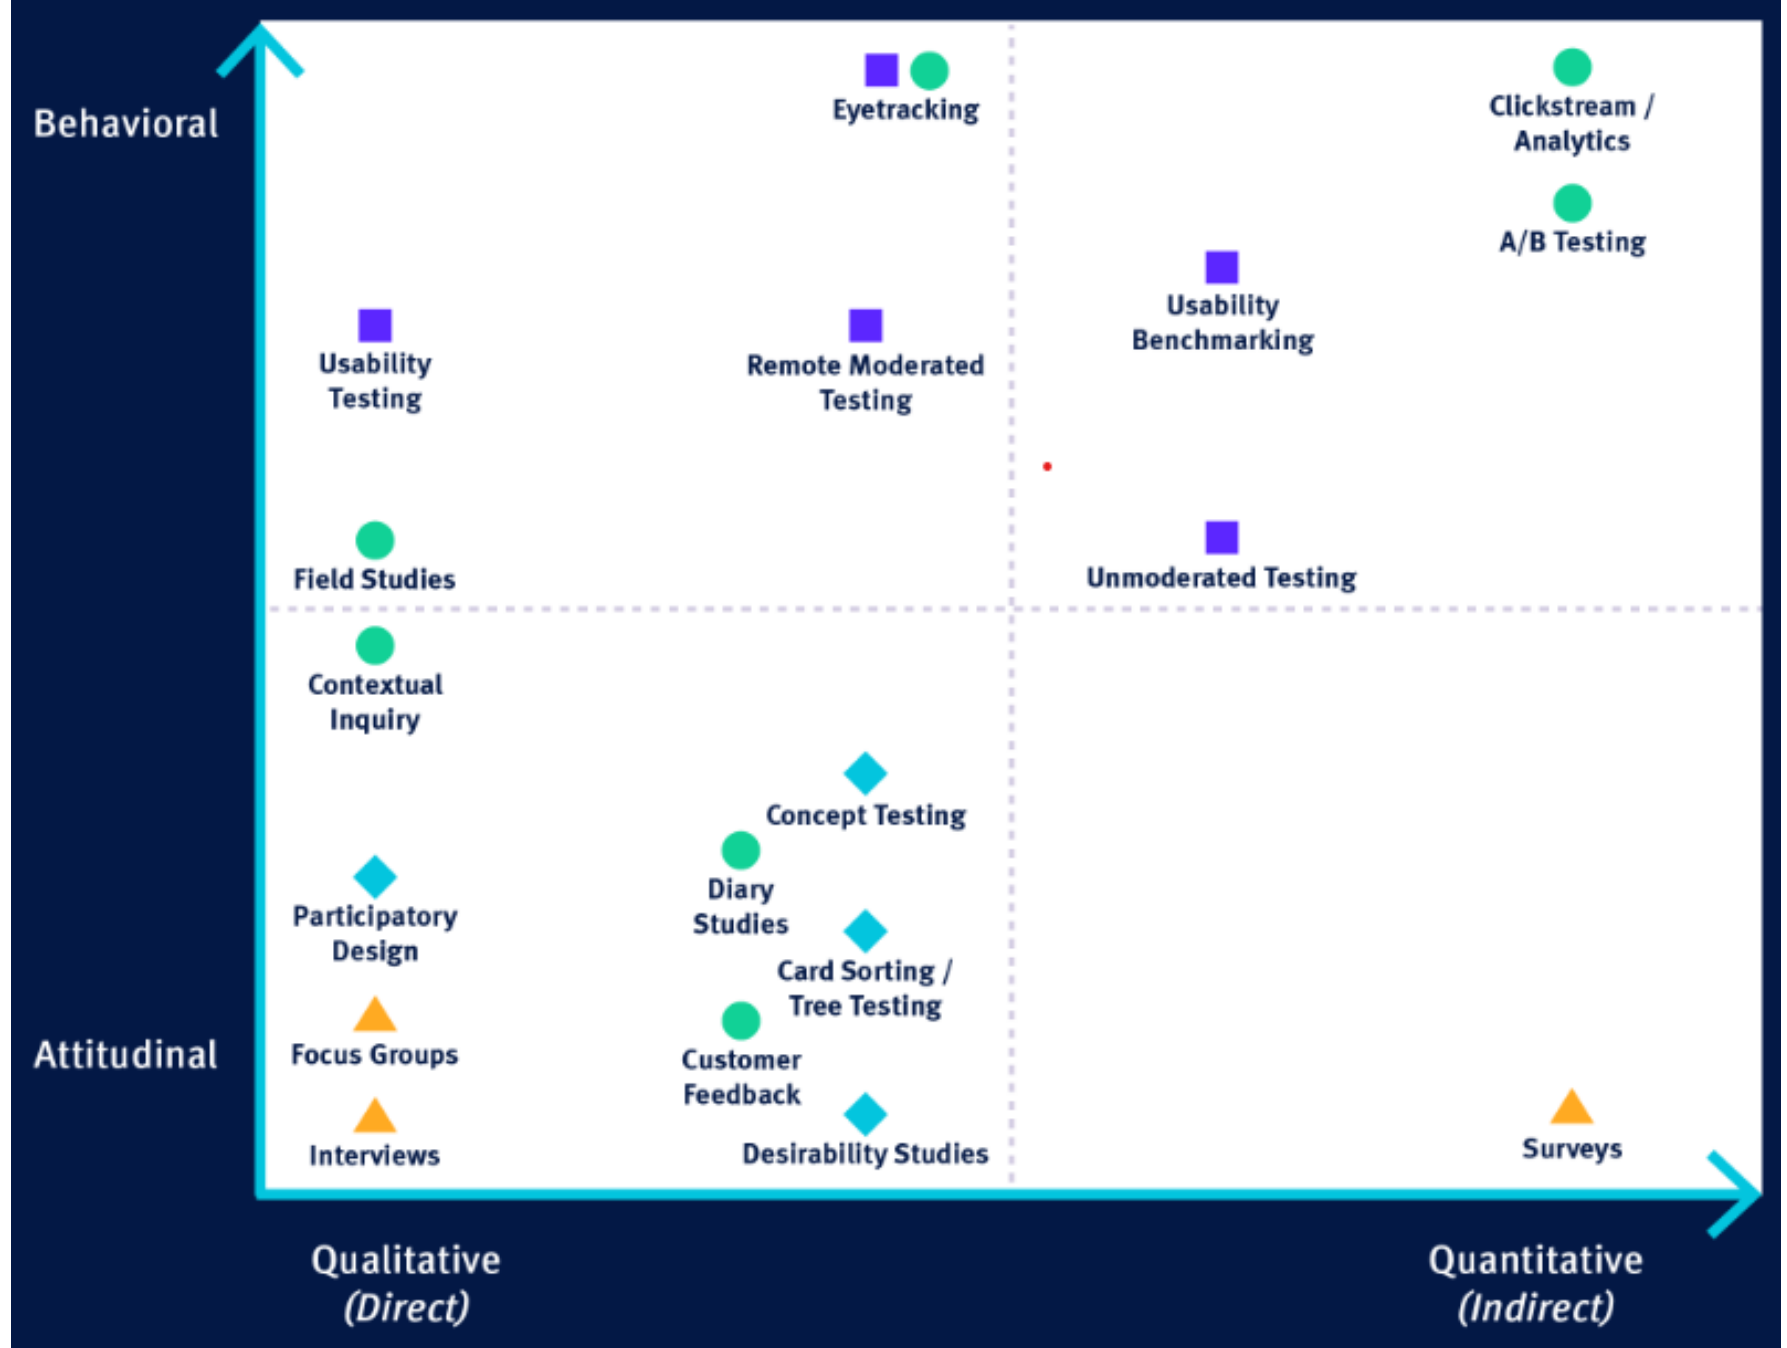 Behavioral
Eyetracking
Clickstream /
Analytics
A/B Testing
Usability
Benchmarking
Usability
Testing
Remote Moderated
Testing
Field Studies
Unmoderated Testing
Contextual
Inquiry
Concept Testing
Diary
Studies
Participatory
Design
Card Sorting /
Tree Testing
Attitudinal
Focus Groups
Customer
Feedback
Interviews
Desirability Studies
Surveys
Qualitative
(Direct)
Quantitative
(Indirect)